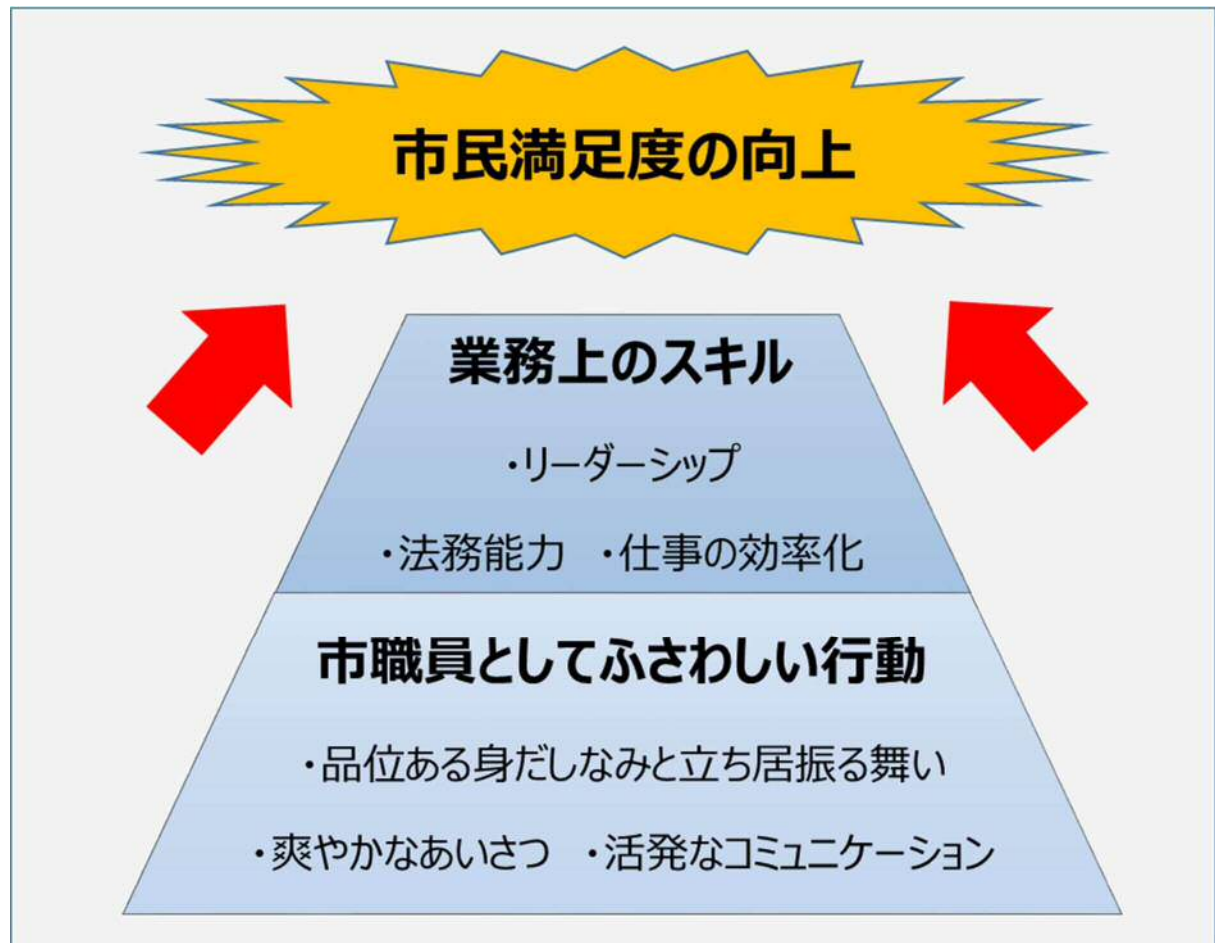 市民満足度の向上
業務上のスキル
・リーダーシップ
・法務能力　・仕事の効率化
市職員としてふさわしい行動
・品位ある身だしなみと立ち居振る舞い
・爽やかなあいさつ　・活発なコミュニケーション